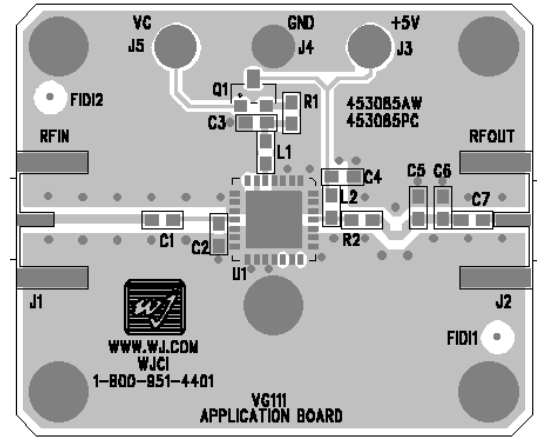 VC GND +5V
J5 J4 J3
Q1
FIDI2 R1 453085AW
C3 453085PC
RFIN RFOUT
L1
C4 C5 C6
L2 C7
C1 C2 R2
U1
J1 J2
wj
WWW.WJ.COM
WJCI
1-800-951-4401
FIDI1
VG111
APPLICATION BOARD